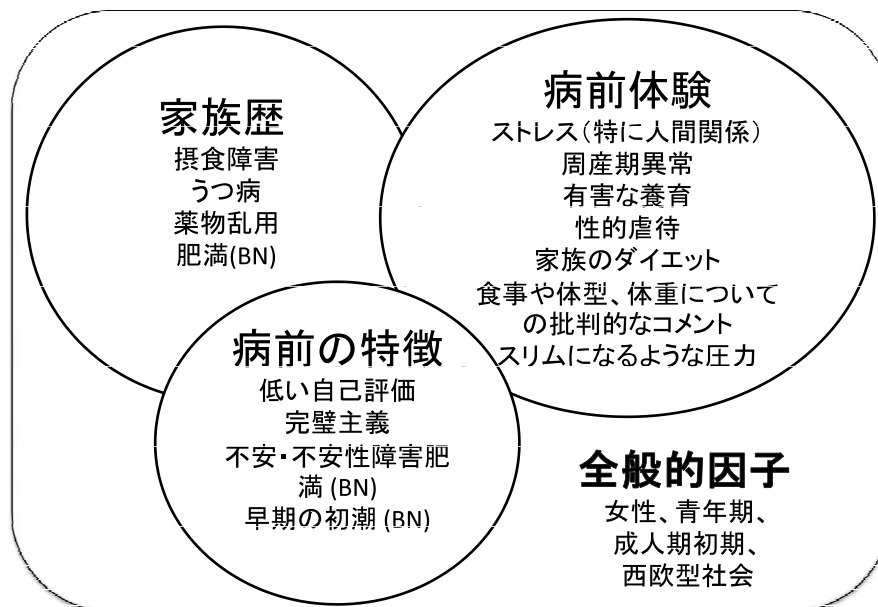 家族歴
摂食障害
うつ病
薬物乱用
肥満(BN)
病前体験
ストレス(特に人間関係)
周産期異常
有害な養育
性的虐待
家族のダイエット
食事や体型、体重について
の批判的なコメント
スリムになるような圧力
病前の特徴
低い自己評価
完璧主義
不安・不安性障害肥
満 (BN)
早期の初潮 (BN)
全般的因子
女性、青年期、
成人期初期、
西欧型社会